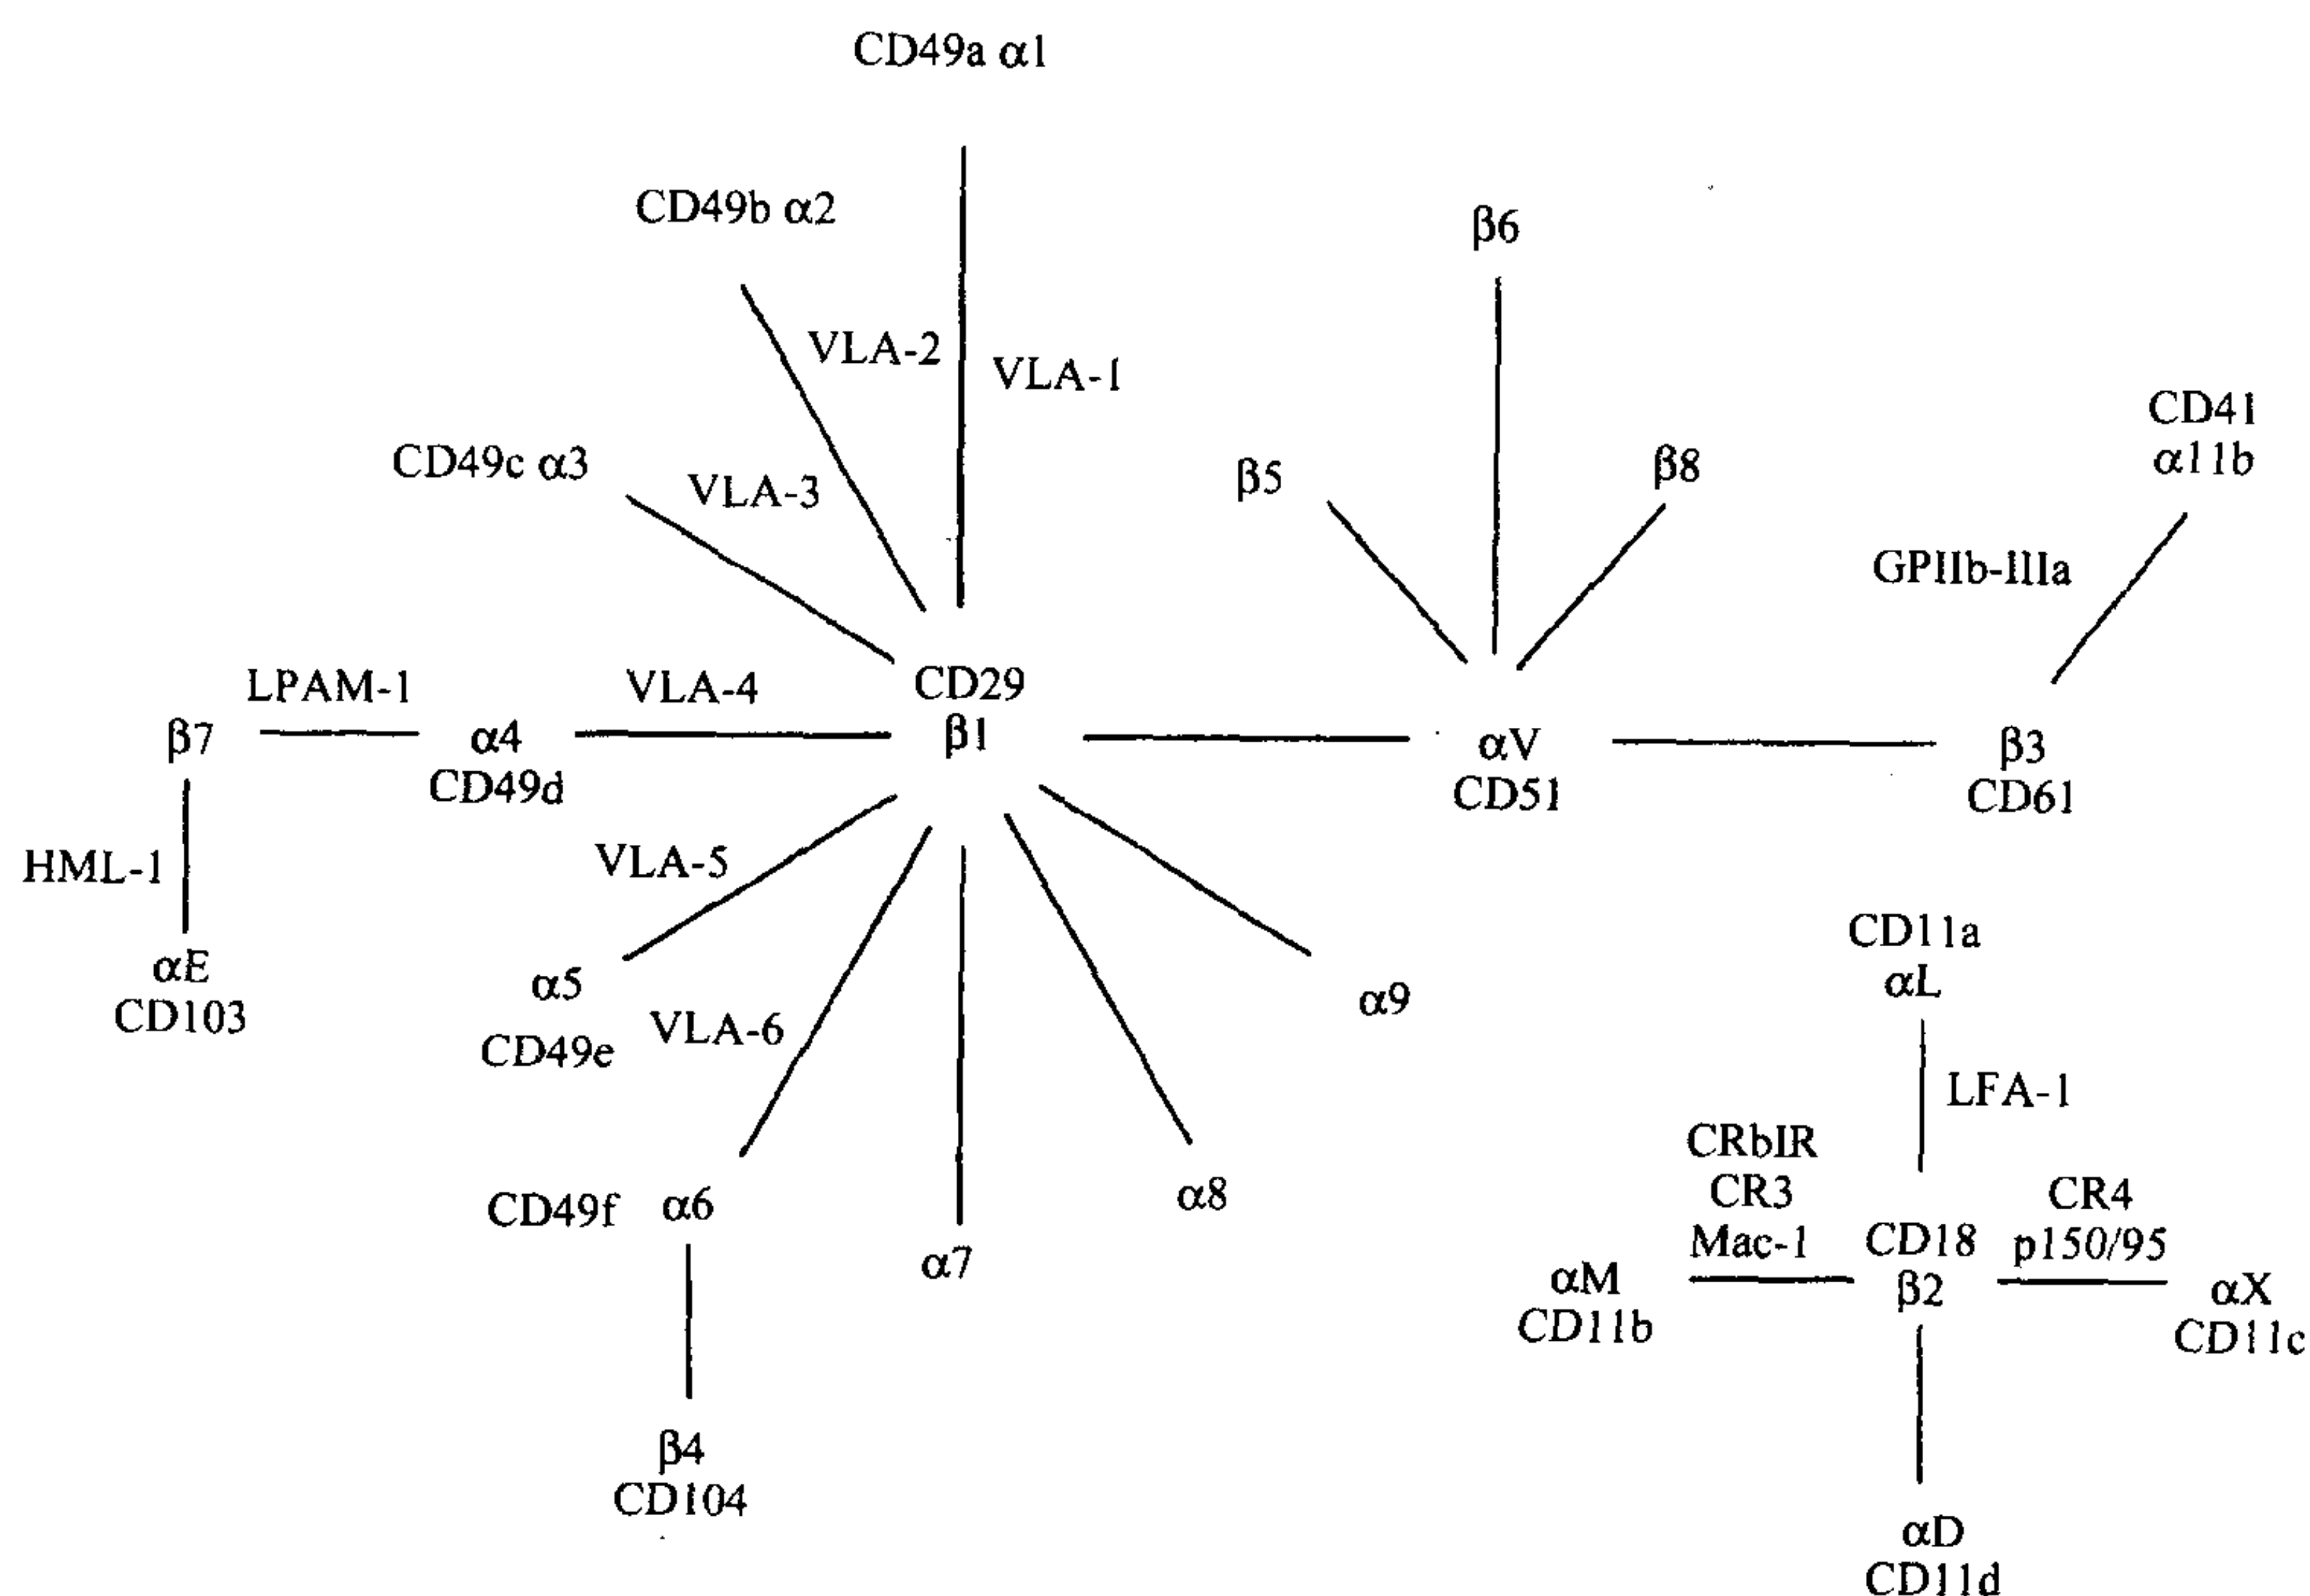 CD49a α1
CD49b α2
β6
VLA-2
VLA-1
CD41
α11b
CD49c α3
VLA-3
β5
β8
GPIIb-IIIa
LPAM-1
VLA-4
CD29
β1
β7
α4
CD49d
αV
CD51
β3
CD61
HML-1
VLA-5
αE
CD103
α5
CD49e
VLA-6
α9
CD11a
αL
LFA-1
CRbIR
CR3
Mac-1
CR4
p150/95
CD49f α6
α8
α7
CD18
β2
αM
CD11b
αX
CD11c
β4
CD104
αD
CD11d